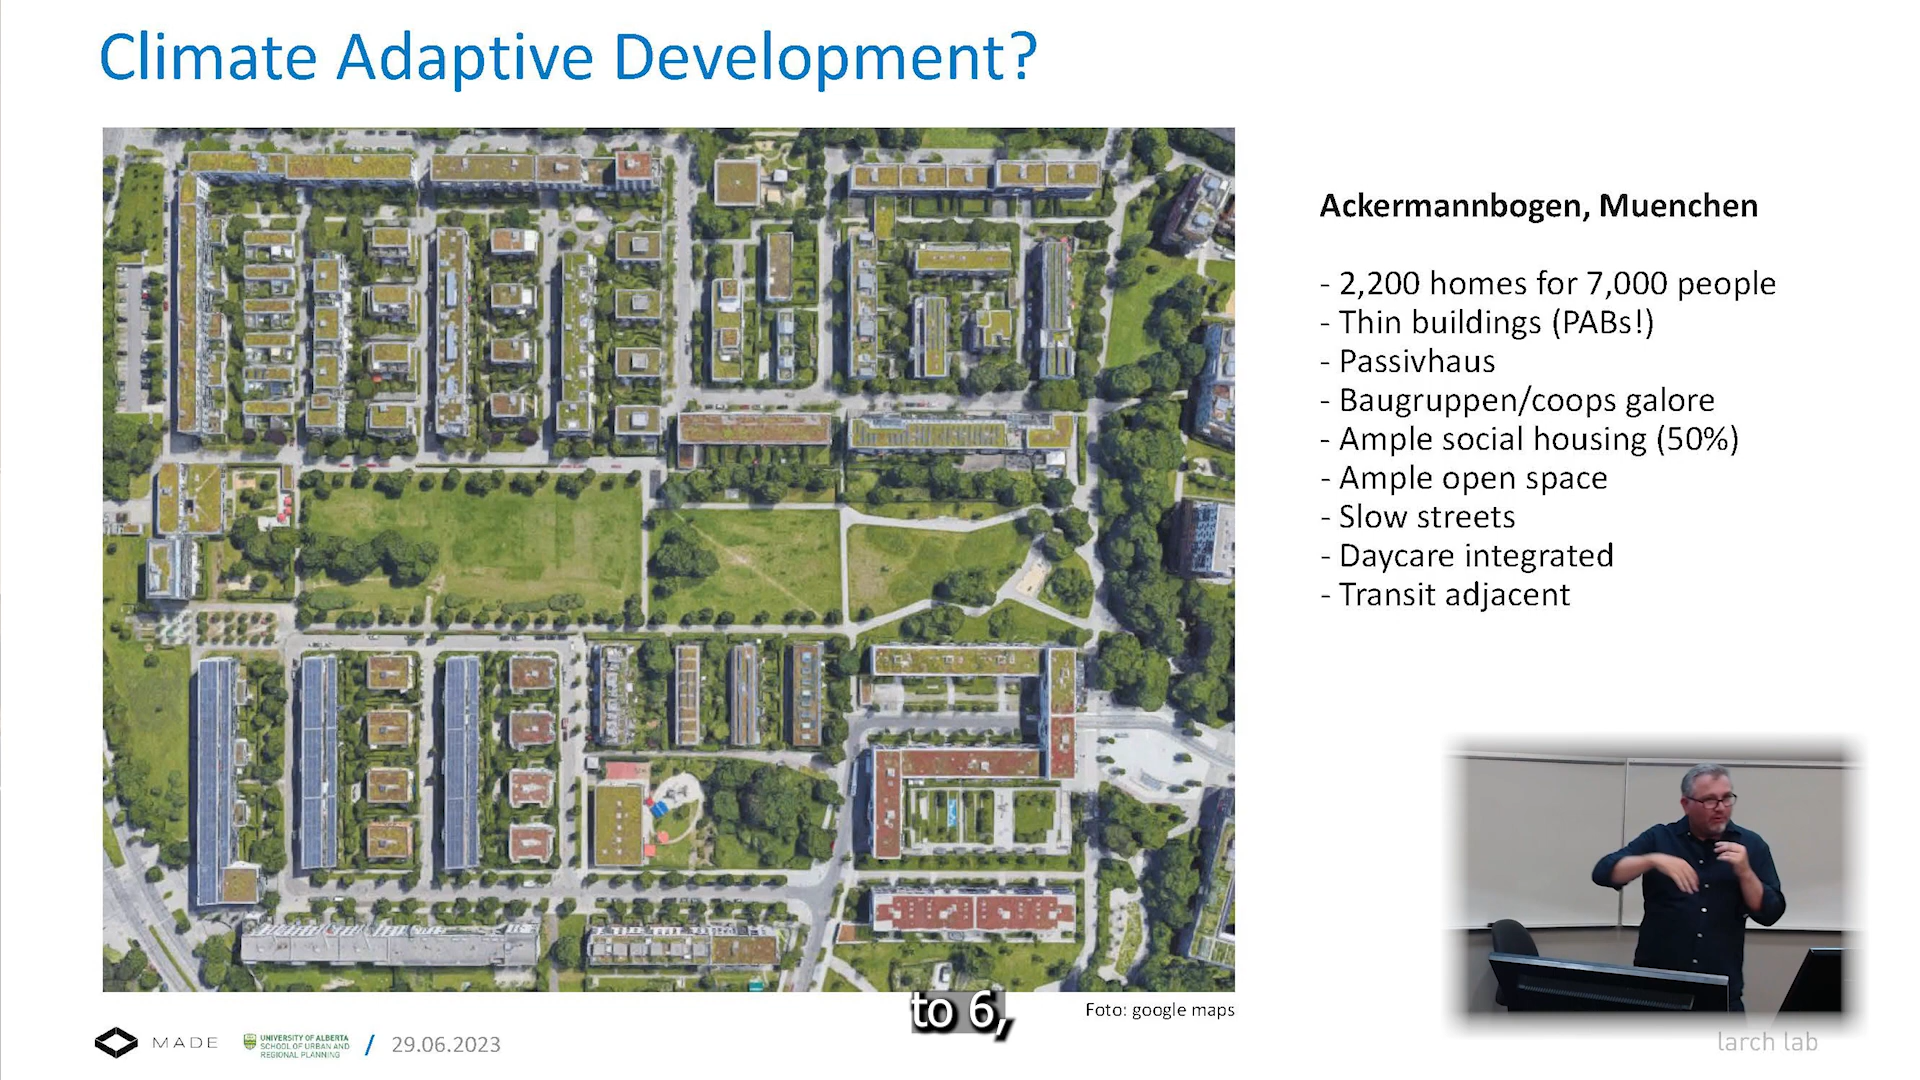 Climate Adaptive Development?
Ackermannbogen, Muenchen
- 2,200 homes for 7,000 people
- Thin buildings (PABs!)
- Passivhaus
- Baugruppen/coops galore
- Ample social housing (50%)
- Ample open space
- Slow streets
- Daycare integrated
- Transit adjacent
to 6,
Foto: google maps
MADE
UNIVERSITY OF ALBERTA
SCHOOL OF URBAN AND
REGIONAL PLANNING
/ 29.06.2023
larch lab